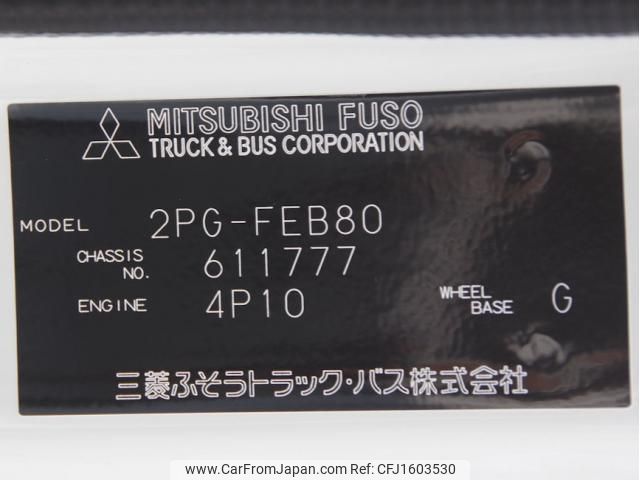 MITSUBISHI FUSO
TRUCK & BUS CORPORATION
MODEL 2PG-FEB80
CHASSIS NO. 611777
ENGINE 4P10 WHEEL BASE G
三菱ふそうトラック・バス株式会社
www.CarFromJapan.com CFJ1603530